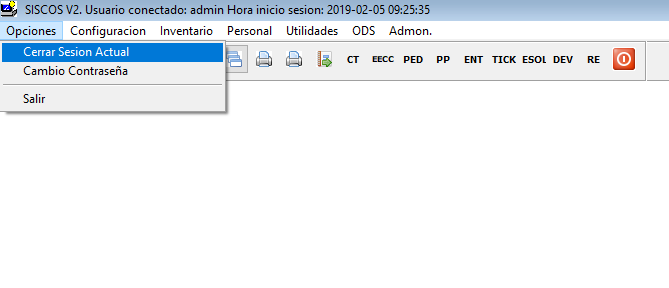 SISCOS V2. Usuario conectado: admin Hora inicio sesion: 2019-02-05 09:25:35
Opciones Configuracion Inventario Personal Utilidades ODS Admon.
Cerrar Sesion Actual
CT EECC PED PP ENT TICK ESOL DEV RE
Cambio Contraseña
Salir